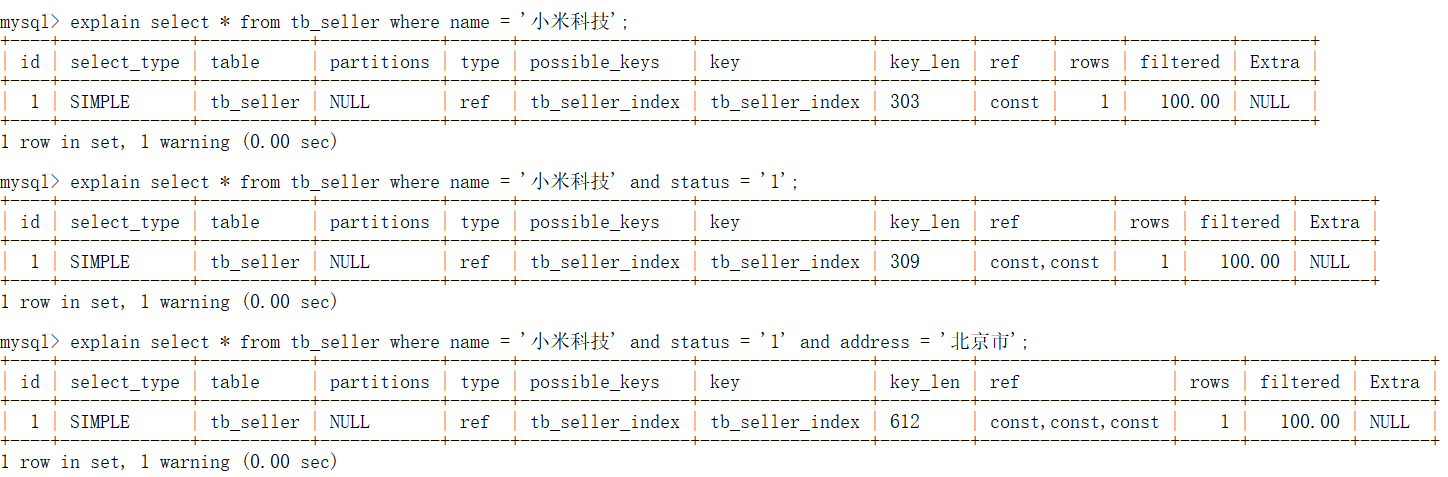 mysql> explain select * from tb_seller where name = '小米科技';
+----+-------------+-----------+------------+------+-----------------+-----------------+---------+-------+------+----------+-------+
| id | select_type | table | partitions | type | possible_keys | key | key_len | ref | rows | filtered | Extra |
+----+-------------+-----------+------------+------+-----------------+-----------------+---------+-------+------+----------+-------+
| 1 | SIMPLE | tb_seller | NULL | ref | tb_seller_index | tb_seller_index | 303 | const | 1 | 100.00 | NULL |
+----+-------------+-----------+------------+------+-----------------+-----------------+---------+-------+------+----------+-------+
1 row in set, 1 warning (0.00 sec)
mysql> explain select * from tb_seller where name = '小米科技' and status = '1';
+----+-------------+-----------+------------+------+-----------------+-----------------+---------+-------------+------+----------+-------+
| id | select_type | table | partitions | type | possible_keys | key | key_len | ref | rows | filtered | Extra |
+----+-------------+-----------+------------+------+-----------------+-----------------+---------+-------------+------+----------+-------+
| 1 | SIMPLE | tb_seller | NULL | ref | tb_seller_index | tb_seller_index | 309 | const,const | 1 | 100.00 | NULL |
+----+-------------+-----------+------------+------+-----------------+-----------------+---------+-------------+------+----------+-------+
1 row in set, 1 warning (0.00 sec)
mysql> explain select * from tb_seller where name = '小米科技' and status = '1' and address = '北京市';
+----+-------------+-----------+------------+------+-----------------+-----------------+---------+-------------------+------+----------+-------+
| id | select_type | table | partitions | type | possible_keys | key | key_len | ref | rows | filtered | Extra |
+----+-------------+-----------+------------+------+-----------------+-----------------+---------+-------------------+------+----------+-------+
| 1 | SIMPLE | tb_seller | NULL | ref | tb_seller_index | tb_seller_index | 612 | const,const,const | 1 | 100.00 | NULL |
+----+-------------+-----------+------------+------+-----------------+-----------------+---------+-------------------+------+----------+-------+
1 row in set, 1 warning (0.00 sec)